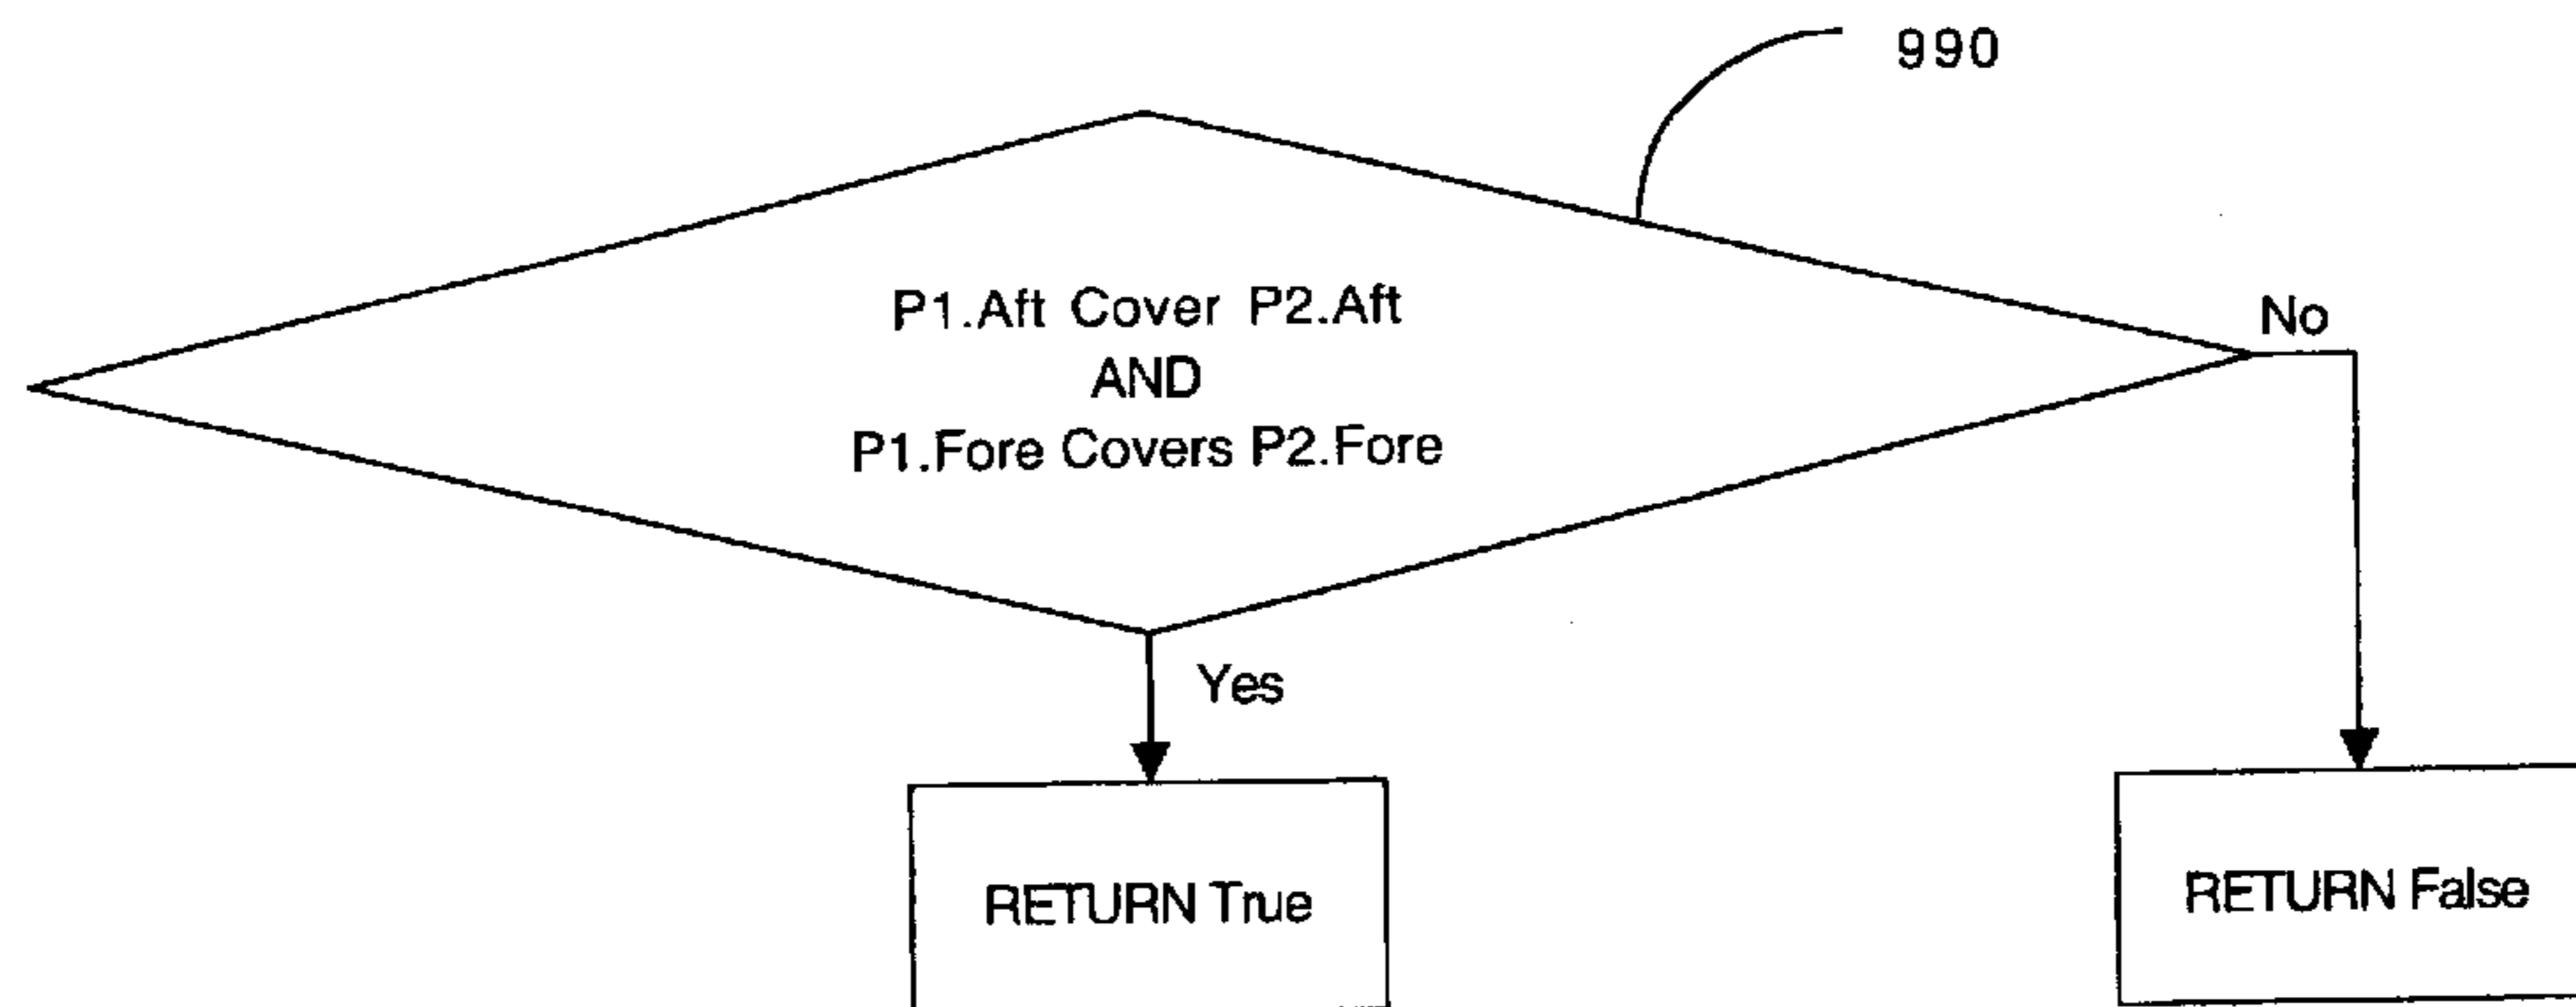 990
P1.Aft Cover P2.Aft
AND
P1.Fore Covers P2.Fore
No
Yes
RETURN True
RETURN False